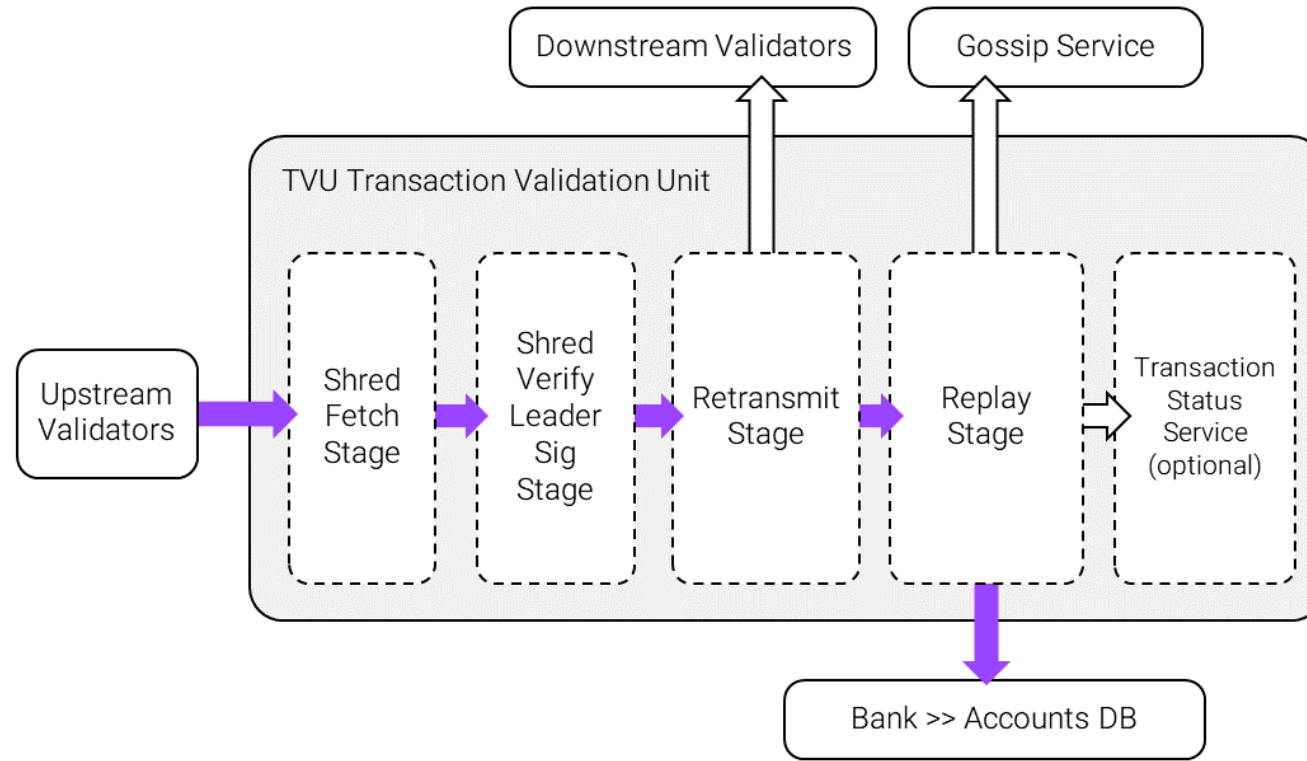 Downstream Validators
Gossip Service
TVU Transaction Validation Unit
Upstream
Validators
Shred
Fetch
Stage
Shred
Verify
Leader
Sig
Stage
Retransmit
Stage
Replay
Stage
Transaction
Status
Service
(optional)
Bank >> Accounts DB